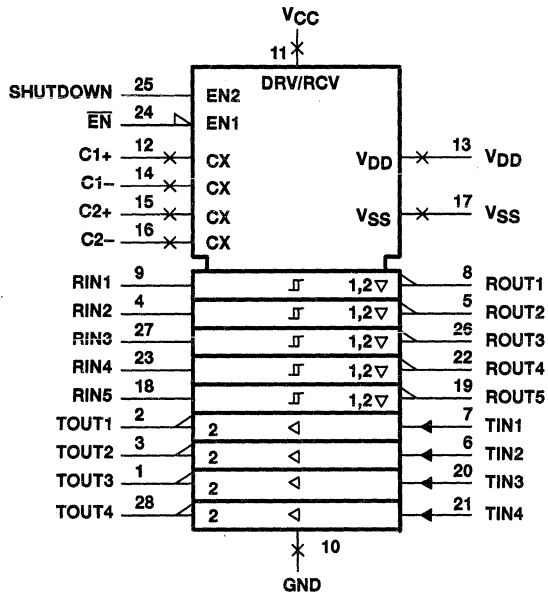 VCC
11
DRV/RCV
SHUTDOWN 25 EN2
EN 24 EN1
C1+ 12 CX VDD 13 VDD
C1– 14 CX
C2+ 15 CX VSS 17 VSS
C2– 16 CX
RIN1 9 1,2 ▽ 8 ROUT1
RIN2 4 1,2 ▽ 5 ROUT2
RIN3 27 1,2 ▽ 26 ROUT3
RIN4 23 1,2 ▽ 22 ROUT4
RIN5 18 1,2 ▽ 19 ROUT5
TOUT1 2 2 7 TIN1
TOUT2 3 2 6 TIN2
TOUT3 1 2 20 TIN3
TOUT4 28 2 21 TIN4
10
GND